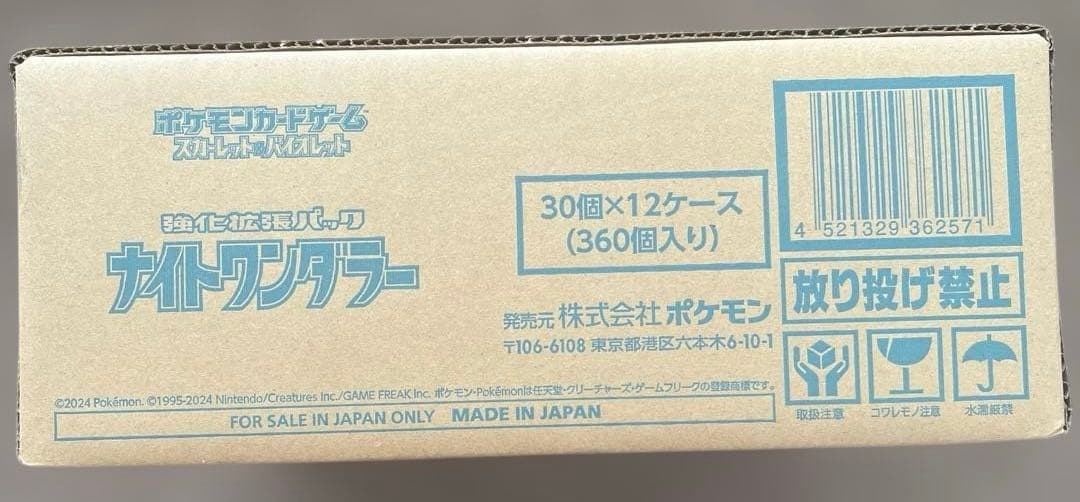 ポケモンカードゲーム
スカーレット&バイオレット
強化拡張パック
ナイトワンダラー
30個×12ケース
(360個入り)
発売元 株式会社 ポケモン
〒106-6108 東京都港区六本木6-10-1
©2024 Pokémon. ©1995-2024 Nintendo/Creatures Inc./GAME FREAK inc. ポケモン・Pokémonは任天堂・クリーチャーズ・ゲームフリークの登録商標です。
FOR SALE IN JAPAN ONLY MADE IN JAPAN
4 521329 362571
放り投げ禁止
取扱注意 コワレモノ注意 水濡厳禁